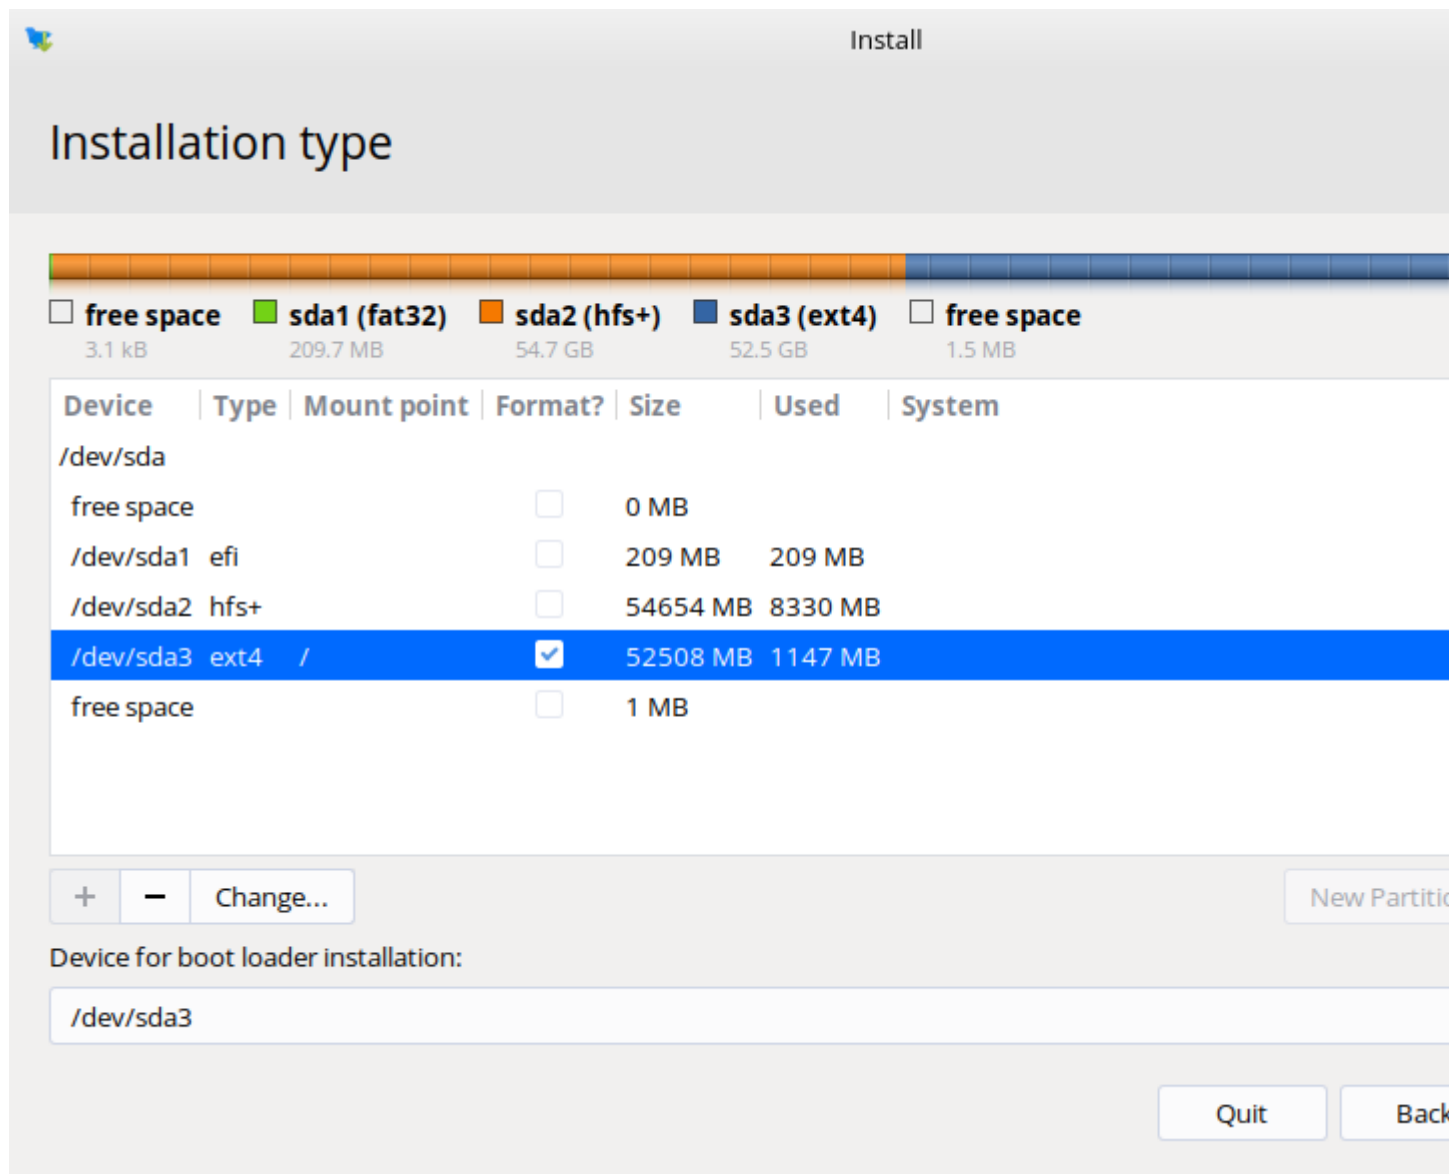 Install
Installation type
free space sda1 (fat32) sda2 (hfs+) sda3 (ext4) free space
3.1 kB 209.7 MB 54.7 GB 52.5 GB 1.5 MB
Device Type Mount point Format? Size Used System
/dev/sda
free space 0 MB
/dev/sda1 efi 209 MB 209 MB
/dev/sda2 hfs+ 54654 MB 8330 MB
/dev/sda3 ext4 / 52508 MB 1147 MB
free space 1 MB
+ − Change... New Partitio
Device for boot loader installation:
/dev/sda3
Quit Back